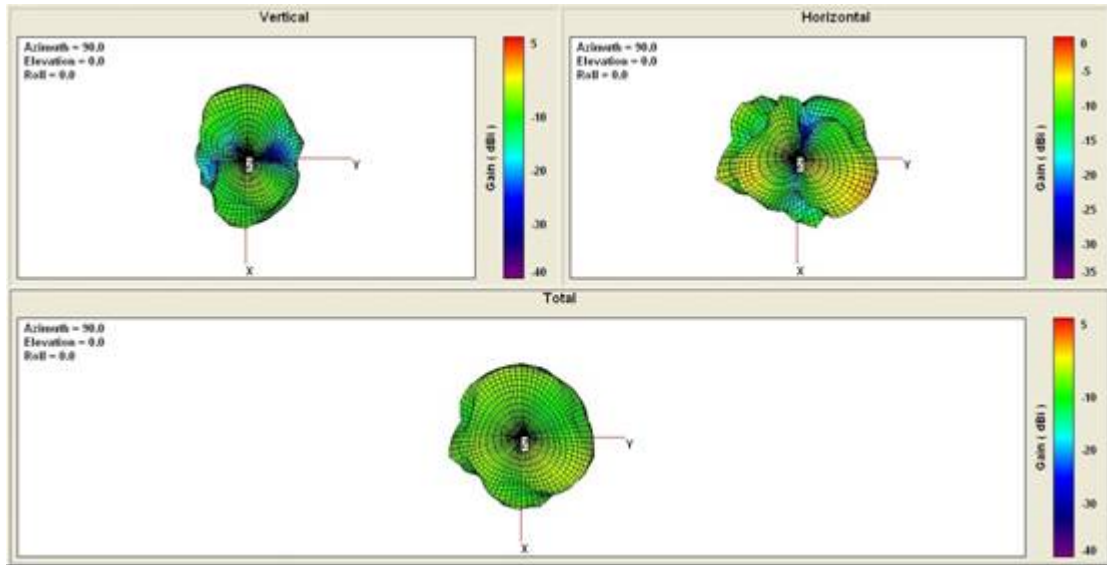 Vertical
Azimuth = 90.0
Elevation = 0.0
Roll = 0.0
Y
X
Gain ( dBi )
5
-10
-20
-30
-40
Horizontal
Azimuth = 90.0
Elevation = 0.0
Roll = 0.0
Y
X
Gain ( dBi )
0
-5
-10
-15
-20
-25
-30
-35
Total
Azimuth = 90.0
Elevation = 0.0
Roll = 0.0
Y
X
Gain ( dBi )
5
-10
-20
-30
-40